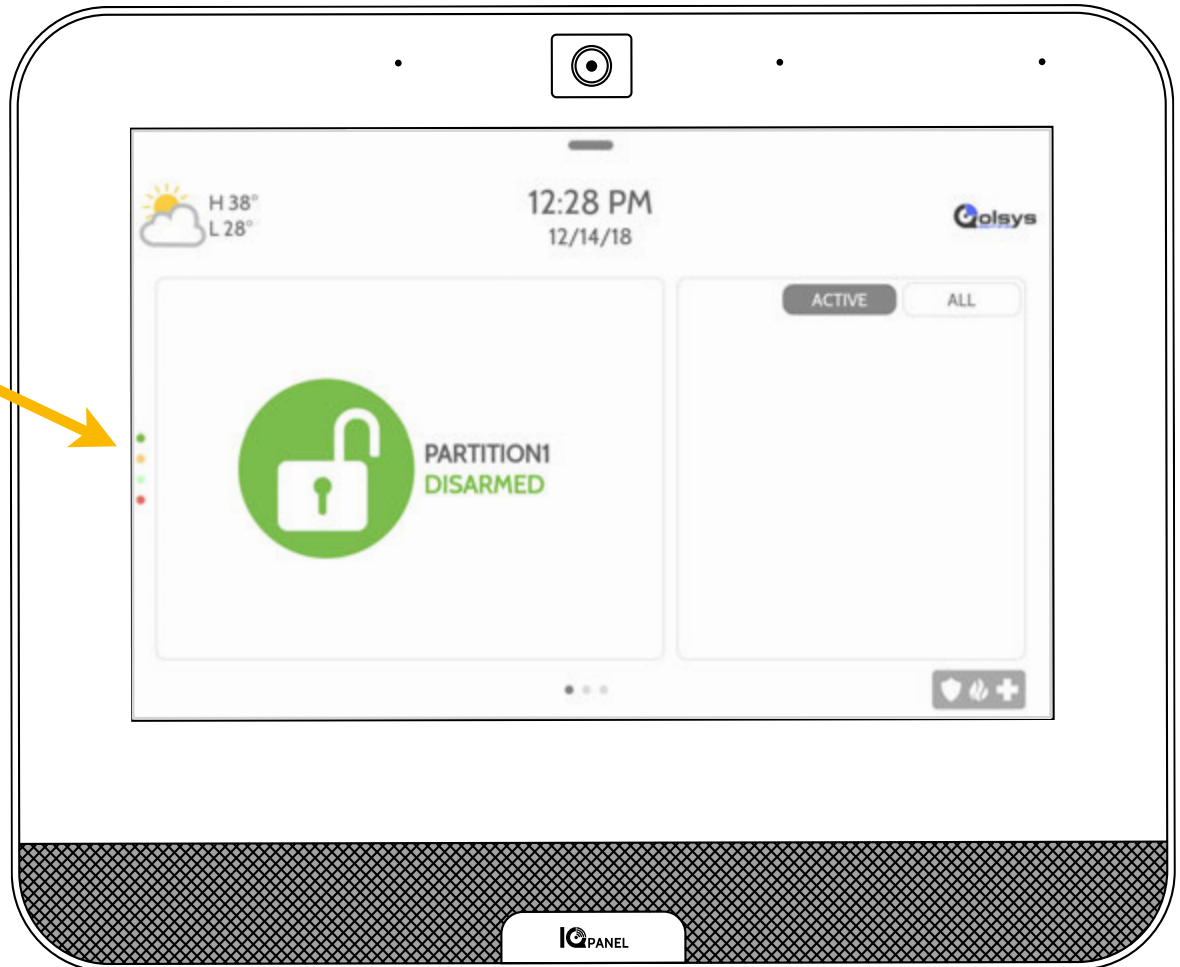 H 38°
L 28°
12:28 PM
12/14/18
Qolsys
ACTIVE
ALL
PARTITION1
DISARMED
IQ PANEL